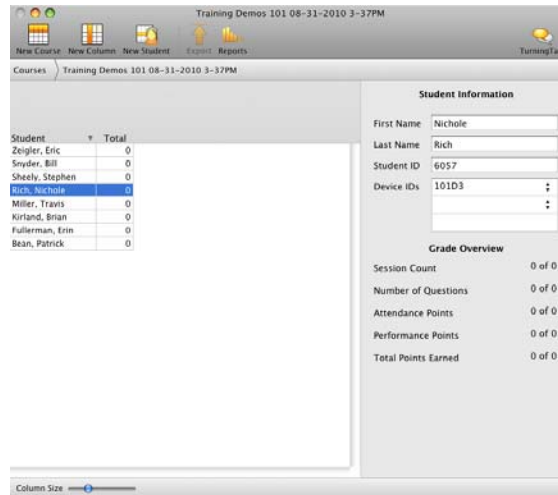 Training Demos 101 08-31-2010 3-37PM
New Course New Column New Student Export Reports
Courses Training Demos 101 08-31-2010 3-37PM
Student Information
First Name Nichole
Last Name Rich
Student ID 6057
Device IDs 101D3
Student Total
Zeigler, Eric 0
Snyder, Bill 0
Sheely, Stephen 0
Rich, Nichole 0
Miller, Travis 0
Kirland, Brian 0
Fullerman, Erin 0
Bean, Patrick 0
Grade Overview
Session Count 0 of 0
Number of Questions 0 of 0
Attendance Points 0 of 0
Performance Points 0 of 0
Total Points Earned 0 of 0
Column Size